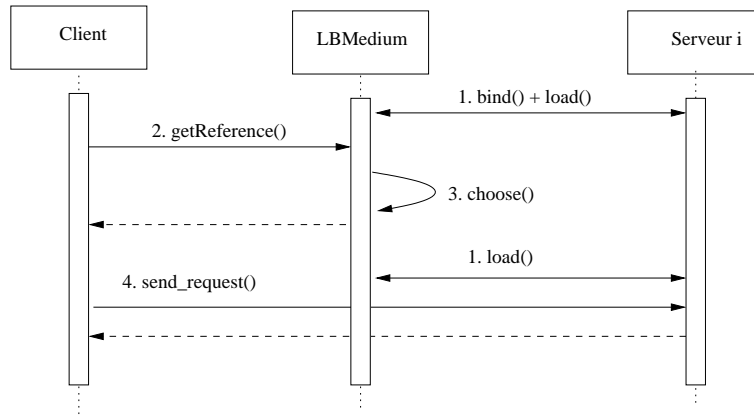 Client
LBMedium
Serveur i
1. bind() + load()
2. getReference()
3. choose()
1. load()
4. send_request()